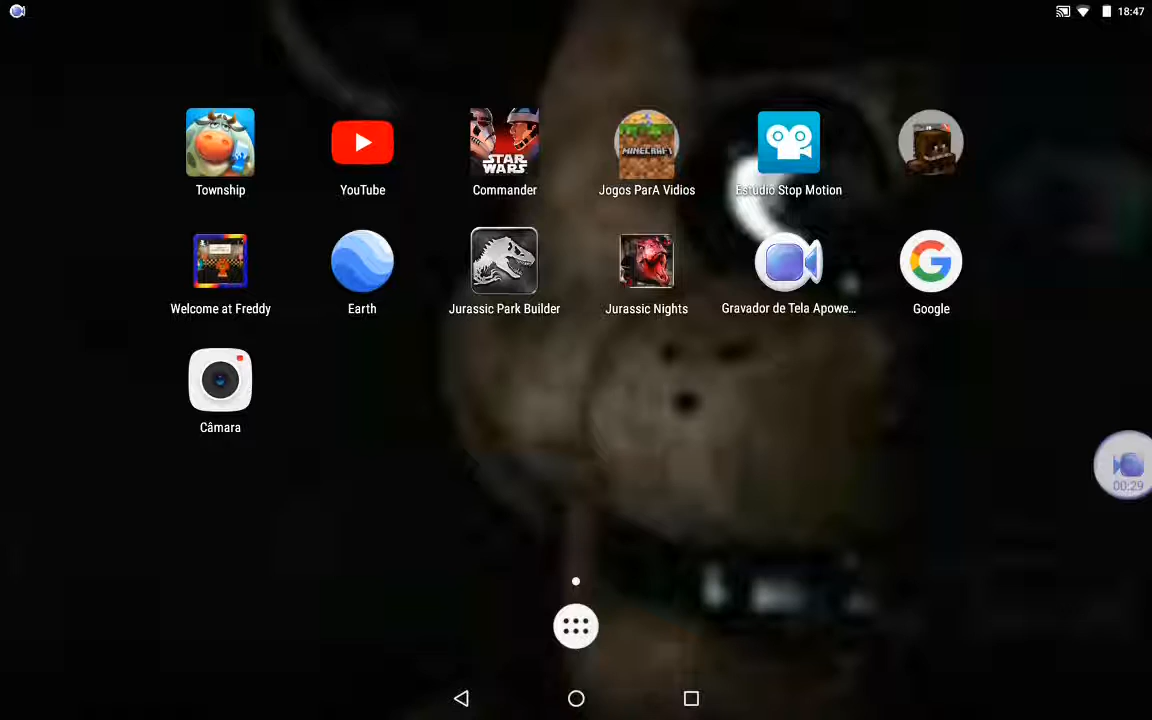 18:47
STAR
WARS
MINECRAFT
Township
YouTube
Commander
Jogos ParA Vidios
Estúdio Stop Motion
Welcome at Freddy
Earth
Jurassic Park Builder
Jurassic Nights
Gravador de Tela Apowe...
Google
Câmara
00:29